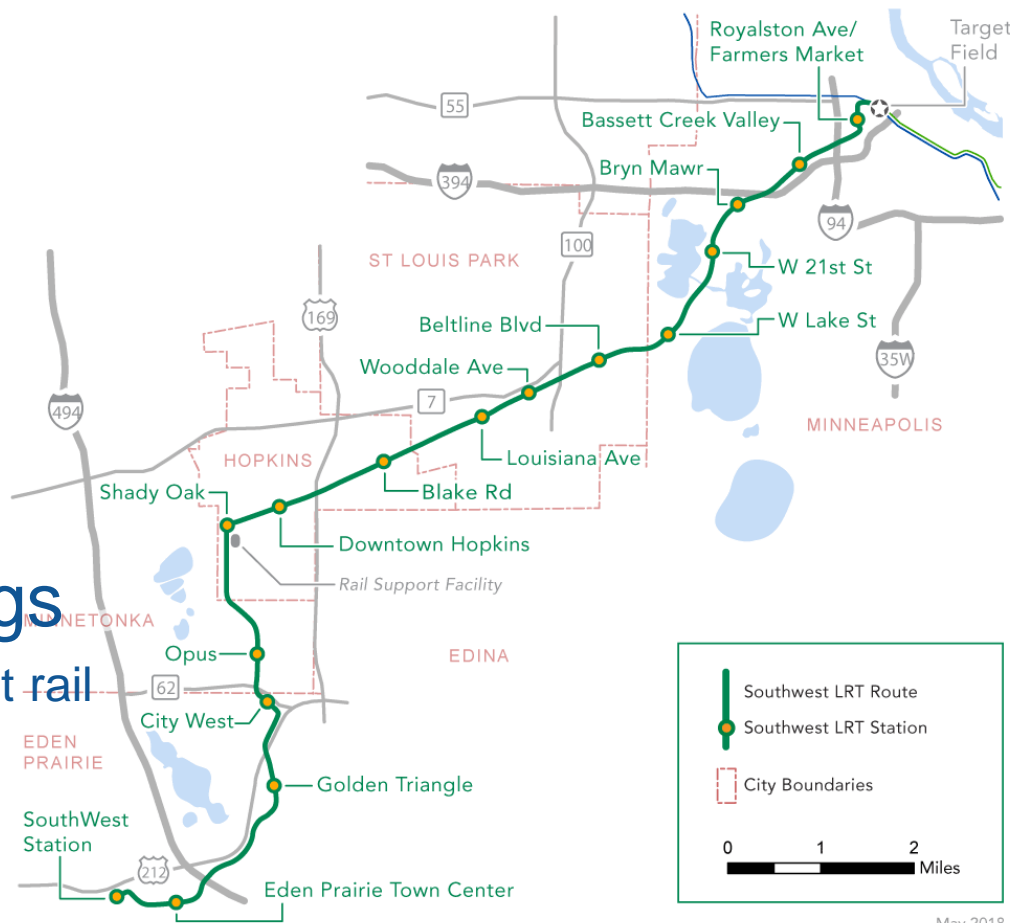 Royalston Ave/
Farmers Market
Target
Field
55
Bassett Creek Valley
Bryn Mawr
394
94
100
ST LOUIS PARK
W 21st St
169
Beltline Blvd
W Lake St
Wooddale Ave
35W
7
494
MINNEAPOLIS
HOPKINS
Louisiana Ave
Shady Oak
Blake Rd
Downtown Hopkins
Rail Support Facility
gs
MINNETONKA
Opus
EDINA
t rail
62
City West
EDEN
PRAIRIE
Golden Triangle
SouthWest
Station
212
Eden Prairie Town Center
Southwest LRT Route
Southwest LRT Station
City Boundaries
0 1 2
Miles
May 2018